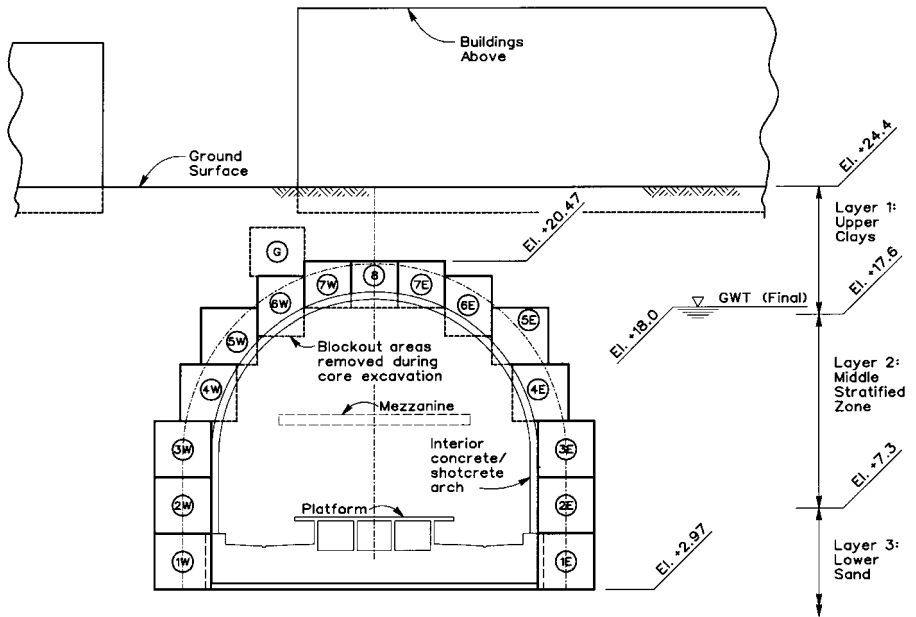 Buildings
Above
Ground
Surface
El. +24.4
El. +20.47
Layer 1:
Upper
Clays
G
El. +17.6
7W
8
7E
6W
6E
GWT (Final)
5W
5E
El. +18.0
Blockout areas
removed during
core excavation
Layer 2:
Middle
Stratified
Zone
4W
4E
Mezzanine
3W
3E
Interior
concrete/
shotcrete
arch
El. +7.3
2W
2E
Platform
El. +2.97
Layer 3:
Lower
Sand
1W
1E